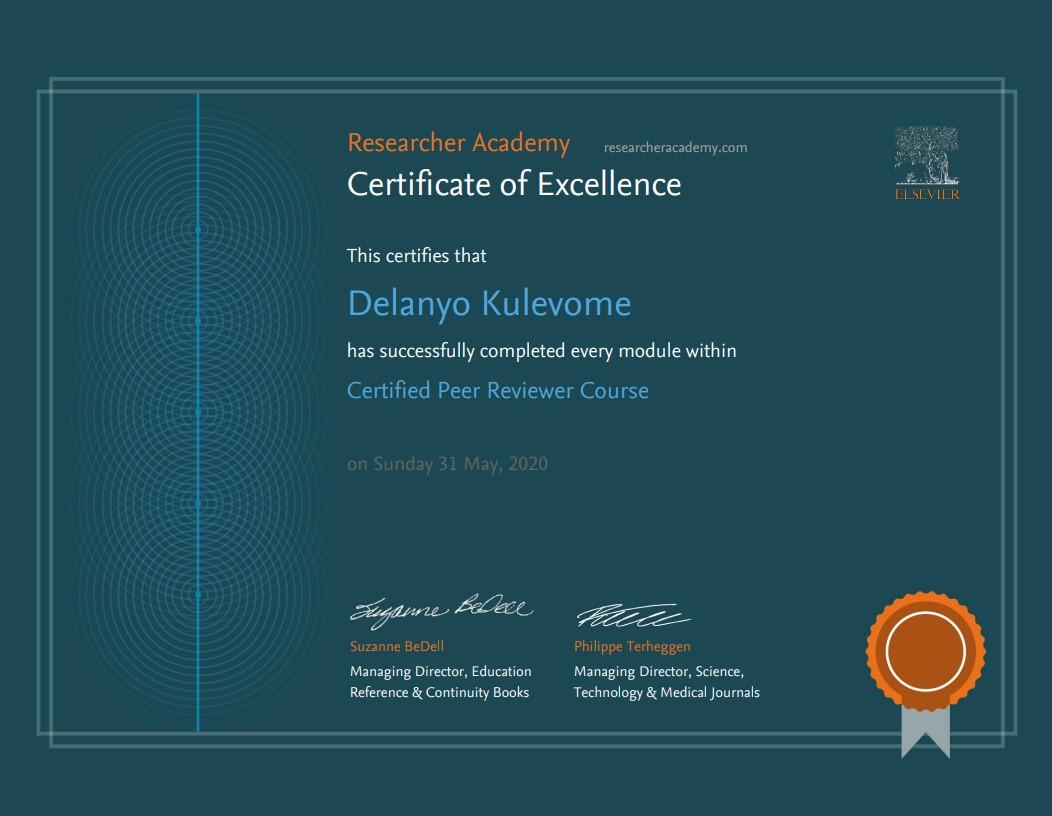 Researcher Academy researcheracademy.com
Certificate of Excellence
ELSEVIER
This certifies that
Delanyo Kulevome
has successfully completed every module within
Certified Peer Reviewer Course
on Sunday 31 May, 2020
Suzanne BeDell
Suzanne BeDell
Managing Director, Education
Reference & Continuity Books
Philippe Terheggen
Managing Director, Science,
Technology & Medical Journals